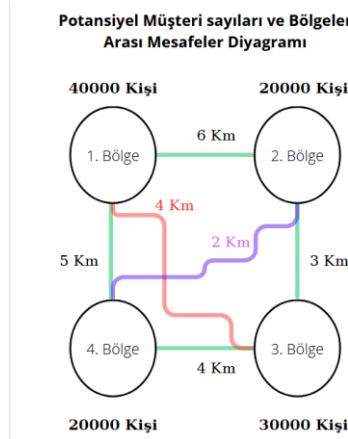 Potansiyel Müşteri sayıları ve Bölgeler
Arası Mesafeler Diyagramı
40000 Kişi
20000 Kişi
6 Km
1. Bölge
2. Bölge
4 Km
2 Km
5 Km
3 Km
4. Bölge
3. Bölge
4 Km
20000 Kişi
30000 Kişi